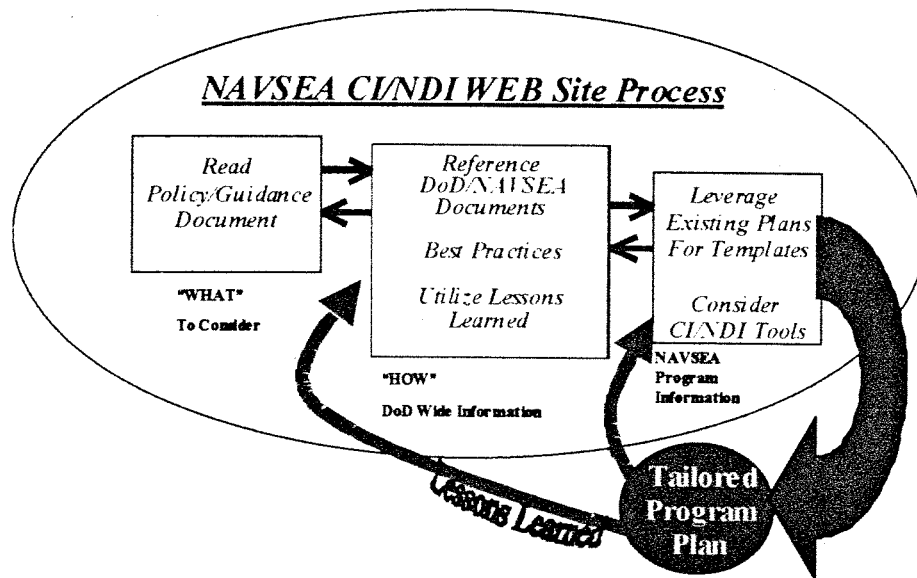 NAVSEA CI/NDI WEB Site Process
Read
Policy/Guidance
Document
"WHAT"
To Consider
Reference
DoD/NAVSEA
Documents
Best Practices
Utilize Lessons
Learned
"HOW"
DoD Wide Information
Leverage
Existing Plans
For Templates
Consider
CI/NDI Tools
NAVSEA
Program
Information
Lessons Learned
Tailored
Program
Plan